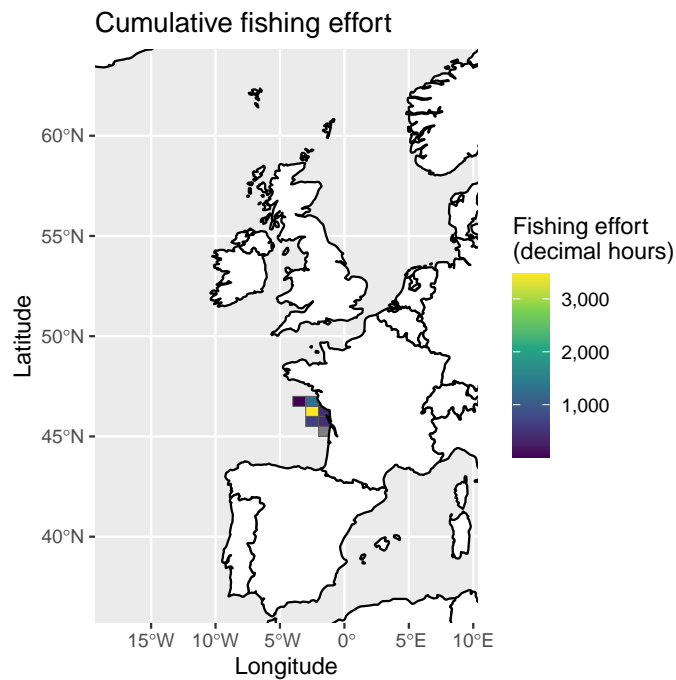 Cumulative fishing effort
60°N
55°N
50°N
45°N
40°N
Latitude
15°W 10°W 5°W 0° 5°E 10°E
Longitude
Fishing effort
(decimal hours)
3,000
2,000
1,000